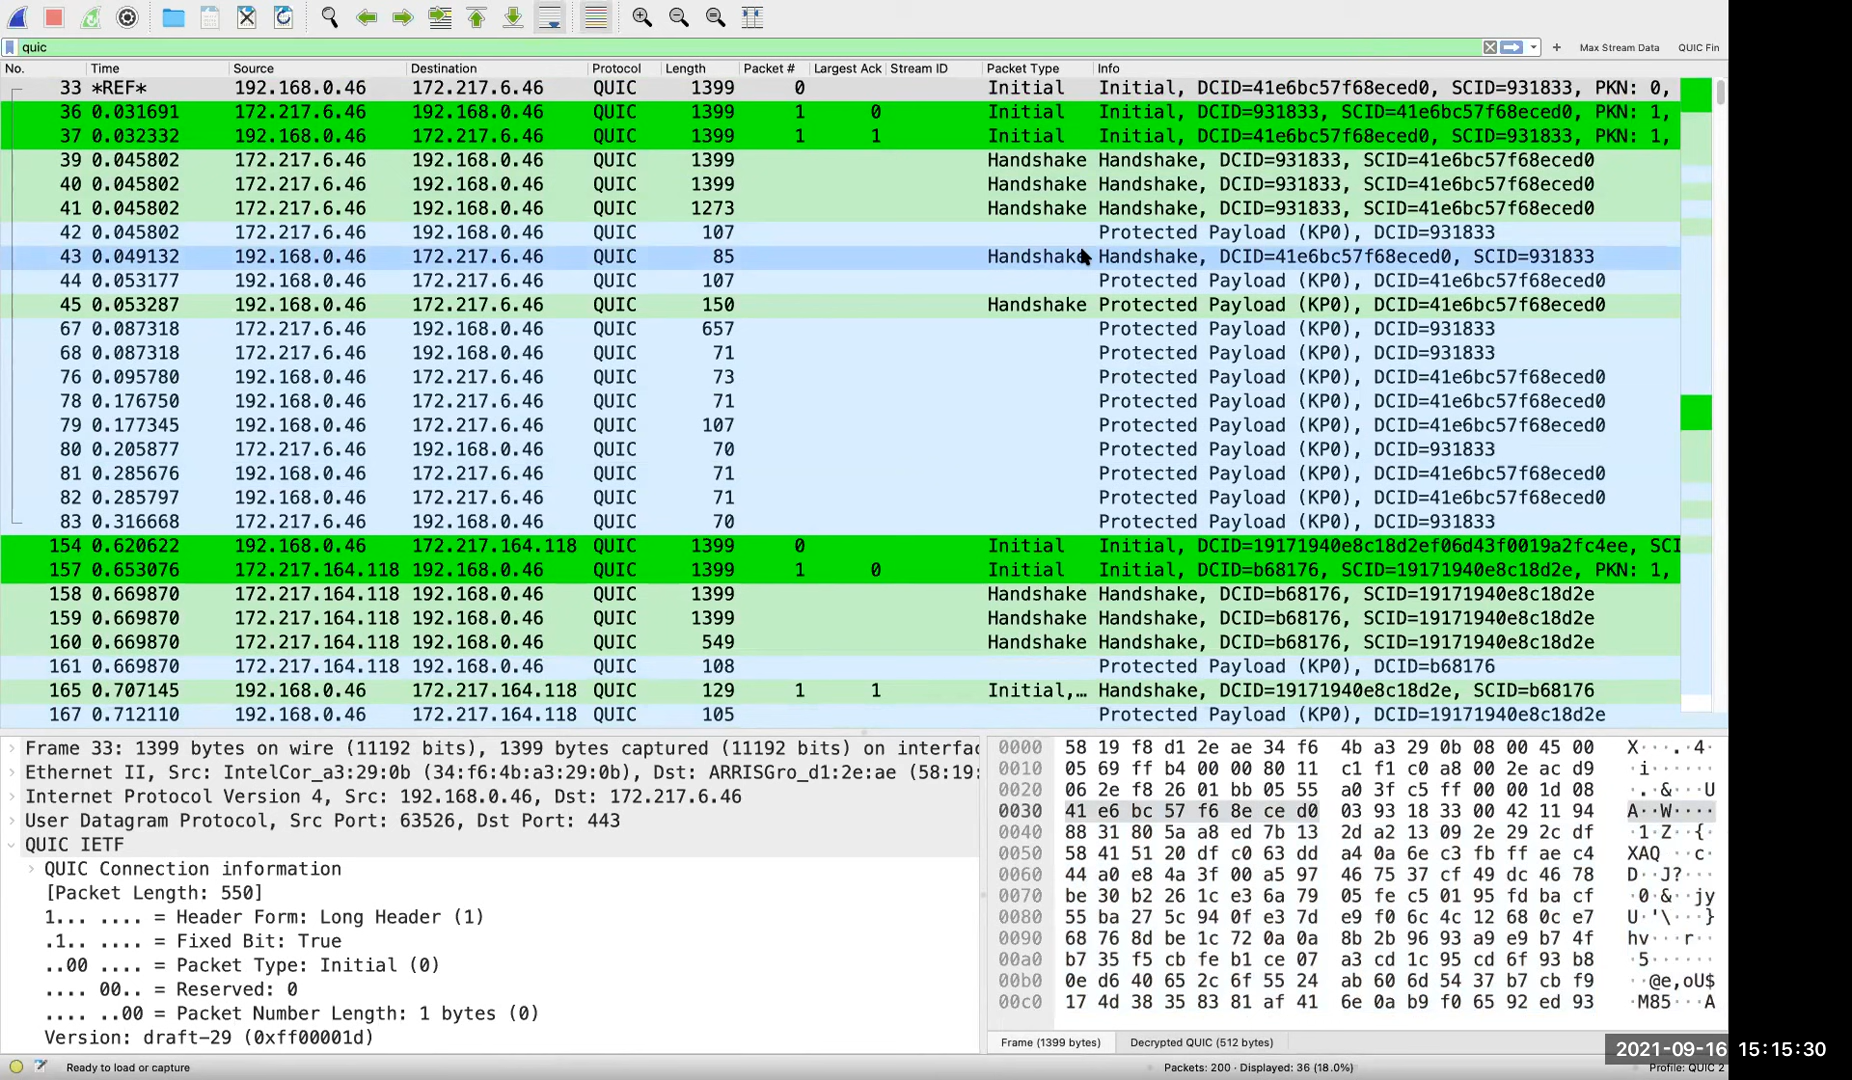 quic
+ Max Stream Data QUIC Fin
No. Time Source Destination Protocol Length Packet # Largest Ack Stream ID Packet Type Info
33 *REF* 192.168.0.46 172.217.6.46 QUIC 1399 0 Initial Initial, DCID=41e6bc57f68eced0, SCID=931833, PKN: 0,
36 0.031691 172.217.6.46 192.168.0.46 QUIC 1399 1 0 Initial Initial, DCID=931833, SCID=41e6bc57f68eced0, PKN: 1,
37 0.032332 192.168.0.46 172.217.6.46 QUIC 1399 1 1 Initial Initial, DCID=41e6bc57f68eced0, SCID=931833, PKN: 1,
39 0.045802 172.217.6.46 192.168.0.46 QUIC 1399 Handshake Handshake, DCID=931833, SCID=41e6bc57f68eced0
40 0.045802 172.217.6.46 192.168.0.46 QUIC 1399 Handshake Handshake, DCID=931833, SCID=41e6bc57f68eced0
41 0.045802 172.217.6.46 192.168.0.46 QUIC 1273 Handshake Handshake, DCID=931833, SCID=41e6bc57f68eced0
42 0.045802 172.217.6.46 192.168.0.46 QUIC 107 Protected Payload (KP0), DCID=931833
43 0.049132 192.168.0.46 172.217.6.46 QUIC 85 Handshake Handshake, DCID=41e6bc57f68eced0, SCID=931833
44 0.053177 192.168.0.46 172.217.6.46 QUIC 107 Protected Payload (KP0), DCID=41e6bc57f68eced0
45 0.053287 192.168.0.46 172.217.6.46 QUIC 150 Handshake Protected Payload (KP0), DCID=41e6bc57f68eced0
67 0.087318 172.217.6.46 192.168.0.46 QUIC 657 Protected Payload (KP0), DCID=931833
68 0.087318 172.217.6.46 192.168.0.46 QUIC 71 Protected Payload (KP0), DCID=931833
76 0.095780 192.168.0.46 172.217.6.46 QUIC 73 Protected Payload (KP0), DCID=41e6bc57f68eced0
78 0.176750 192.168.0.46 172.217.6.46 QUIC 71 Protected Payload (KP0), DCID=41e6bc57f68eced0
79 0.177345 192.168.0.46 172.217.6.46 QUIC 107 Protected Payload (KP0), DCID=41e6bc57f68eced0
80 0.205877 172.217.6.46 192.168.0.46 QUIC 70 Protected Payload (KP0), DCID=931833
81 0.285676 192.168.0.46 172.217.6.46 QUIC 71 Protected Payload (KP0), DCID=41e6bc57f68eced0
82 0.285797 192.168.0.46 172.217.6.46 QUIC 71 Protected Payload (KP0), DCID=41e6bc57f68eced0
83 0.316668 172.217.6.46 192.168.0.46 QUIC 70 Protected Payload (KP0), DCID=931833
154 0.620622 192.168.0.46 172.217.164.118 QUIC 1399 0 Initial Initial, DCID=19171940e8c18d2ef06d43f0019a2fc4ee, SCI
157 0.653076 172.217.164.118 192.168.0.46 QUIC 1399 1 0 Initial Initial, DCID=b68176, SCID=19171940e8c18d2e, PKN: 1,
158 0.669870 172.217.164.118 192.168.0.46 QUIC 1399 Handshake Handshake, DCID=b68176, SCID=19171940e8c18d2e
159 0.669870 172.217.164.118 192.168.0.46 QUIC 1399 Handshake Handshake, DCID=b68176, SCID=19171940e8c18d2e
160 0.669870 172.217.164.118 192.168.0.46 QUIC 549 Handshake Handshake, DCID=b68176, SCID=19171940e8c18d2e
161 0.669870 172.217.164.118 192.168.0.46 QUIC 108 Protected Payload (KP0), DCID=b68176
165 0.707145 192.168.0.46 172.217.164.118 QUIC 129 1 1 Initial,… Handshake, DCID=19171940e8c18d2e, SCID=b68176
167 0.712110 192.168.0.46 172.217.164.118 QUIC 105 Protected Payload (KP0), DCID=19171940e8c18d2e
Frame 33: 1399 bytes on wire (11192 bits), 1399 bytes captured (11192 bits) on interfac
Ethernet II, Src: IntelCor_a3:29:0b (34:f6:4b:a3:29:0b), Dst: ARRISGro_d1:2e:ae (58:19:
Internet Protocol Version 4, Src: 192.168.0.46, Dst: 172.217.6.46
User Datagram Protocol, Src Port: 63526, Dst Port: 443
QUIC IETF
QUIC Connection information
[Packet Length: 550]
1... .... = Header Form: Long Header (1)
.1.. .... = Fixed Bit: True
..00 .... = Packet Type: Initial (0)
.... 00.. = Reserved: 0
.... ..00 = Packet Number Length: 1 bytes (0)
Version: draft-29 (0xff00001d)
0000 58 19 f8 d1 2e ae 34 f6 4b a3 29 0b 08 00 45 00 X·····4·
0010 05 69 ff b4 00 00 80 11 c1 f1 c0 a8 00 2e ac d9 ·i······
0020 06 2e f8 26 01 bb 05 55 a0 3f c5 ff 00 00 1d 08 ·.·&···U
0030 41 e6 bc 57 f6 8e ce d0 03 93 18 33 00 42 11 94 A··W····
0040 88 31 80 5a a8 ed 7b 13 2d a2 13 09 2e 29 2c df ·1·Z··{·
0050 58 41 51 20 df c0 63 dd a4 0a 6e c3 fb ff ae c4 XAQ ··c·
0060 44 a0 e8 4a 3f 00 a5 97 46 75 37 cf 49 dc 46 78 D··J?···
0070 be 30 b2 26 1c e3 6a 79 05 fe c5 01 95 fd ba cf ·0·&··jy
0080 55 ba 27 5c 94 0f e3 7d e9 f0 6c 4c 12 68 0c e7 U·'\···}
0090 68 76 8d be 1c 72 0a 0a 8b 2b 96 93 a9 e9 b7 4f hv···r··
00a0 b7 35 f5 cb fe b1 ce 07 a3 cd 1c 95 cd 6f 93 b8 ·5······
00b0 0e d6 40 65 2c 6f 55 24 ab 60 6d 54 37 b7 cb f9 ··@e,oU$
00c0 17 4d 38 35 83 81 af 41 6e 0a b9 f0 65 92 ed 93 ·M85···A
Frame (1399 bytes) Decrypted QUIC (512 bytes)
2021-09-16 15:15:30
Ready to load or capture Packets: 200 · Displayed: 36 (18.0%) Profile: QUIC 2